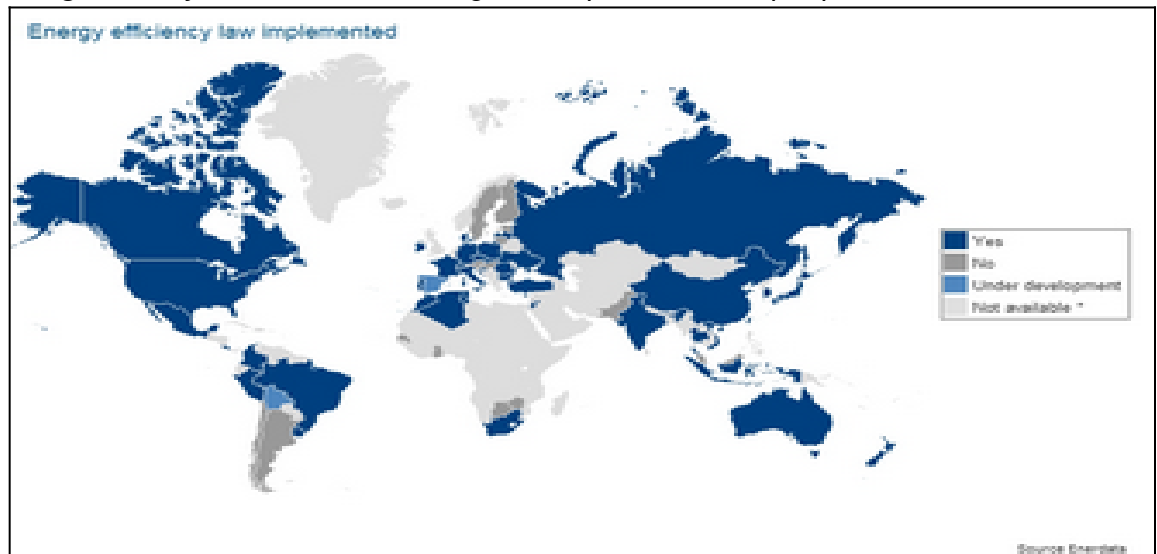 Energy efficiency law implemented
Yes
No
Under development
Not available *
Source Enerdata